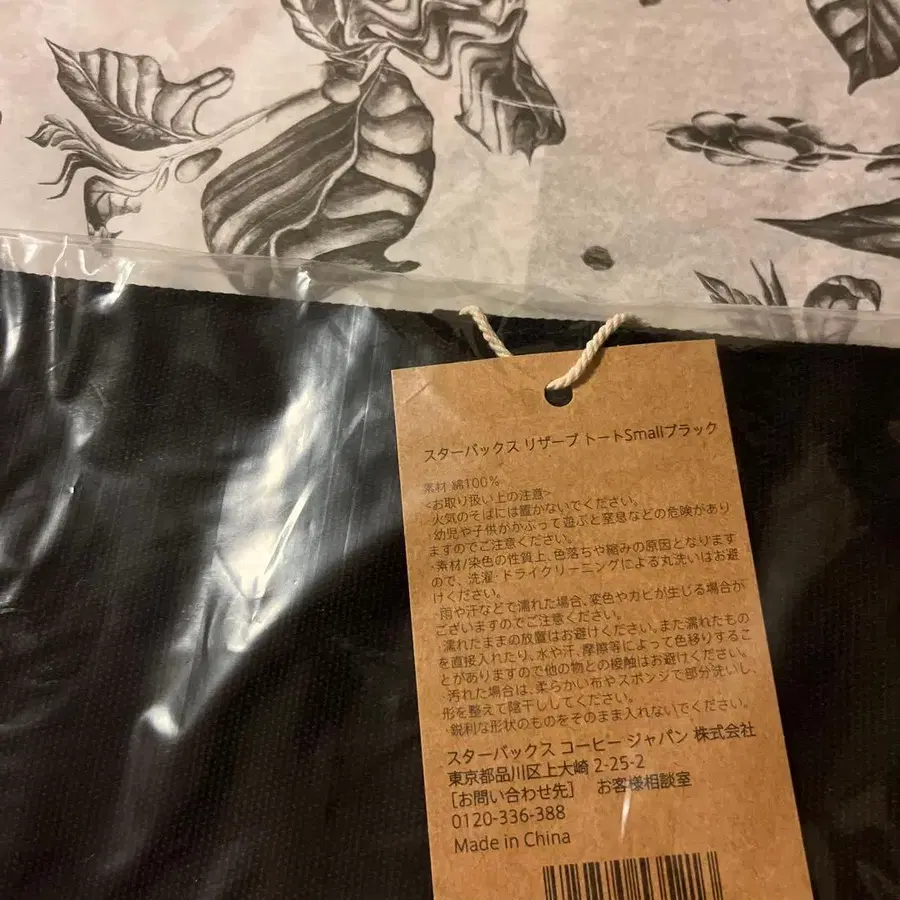 スターバックス リザーブ トートSmallブラック
素材 綿100%
<お取り扱い上の注意>
・火気のそばには置かないでください。
・幼児や子供がかぶって遊ぶと窒息などの危険があり
ますのでご注意ください。
・素材/染色の性質上、色落ちや縮みの原因となります
ので、洗濯・ドライクリーニングによる丸洗いはお避
けください。
・雨や汗などで濡れた場合、変色やカビが生じる場合が
ございますのでご注意ください。
・濡れたままの放置はお避けください。また濡れたもの
を直接入れたり、水や汗、摩擦等によって色移りするこ
とがありますので他の物との接触はお避けください。
・汚れた場合は、柔らかい布やスポンジで部分洗いし、
形を整えて陰干ししてください。
・鋭利な形状のものをそのまま入れないでください。
スターバックス コーヒー ジャパン 株式会社
東京都品川区上大崎 2-25-2
[お問い合わせ先] お客様相談室
0120-336-388
Made in China